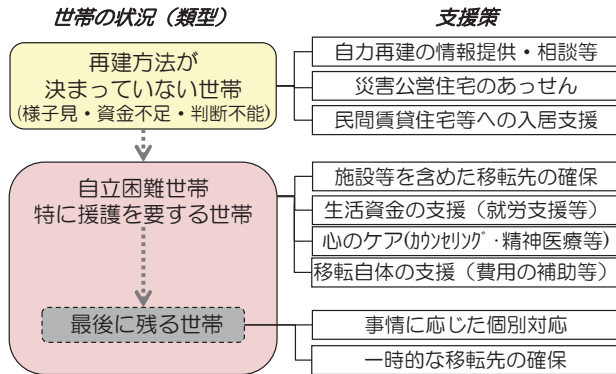 世帯の状況（類型）
支援策
再建方法が
決まっていない世帯
(様子見・資金不足・判断不能)
自力再建の情報提供・相談等
災害公営住宅のあっせん
民間賃貸住宅等への入居支援
自立困難世帯
特に援護を要する世帯
施設等を含めた移転先の確保
生活資金の支援（就労支援等）
心のケア(ｶｳﾝｾﾘﾝｸﾞ・精神医療等)
移転自体の支援（費用の補助等）
最後に残る世帯
事情に応じた個別対応
一時的な移転先の確保